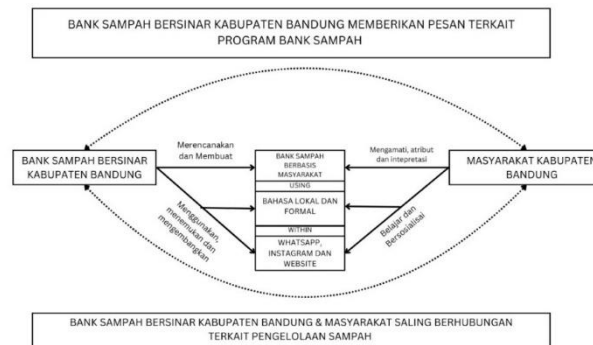 BANK SAMPAH BERSINAR KABUPATEN BANDUNG MEMBERIKAN PESAN TERKAIT
PROGRAM BANK SAMPAH
BANK SAMPAH BERSINAR
KABUPATEN BANDUNG
Merencanakan
dan Membuat
Menggunakan,
menemukan dan
mengembangkan
BANK SAMPAH
BERBASIS
MASYARAKAT
USING
BAHASA LOKAL DAN
FORMAL
WITHIN
WHATSAPP,
INSTAGRAM DAN
WEBSITE
Mengamati, atribut
dan intepretasi
Belajar dan
Bersosialisai
MASYARAKAT KABUPATEN
BANDUNG
BANK SAMPAH BERSINAR KABUPATEN BANDUNG & MASYARAKAT SALING BERHUBUNGAN
TERKAIT PENGELOLAAN SAMPAH